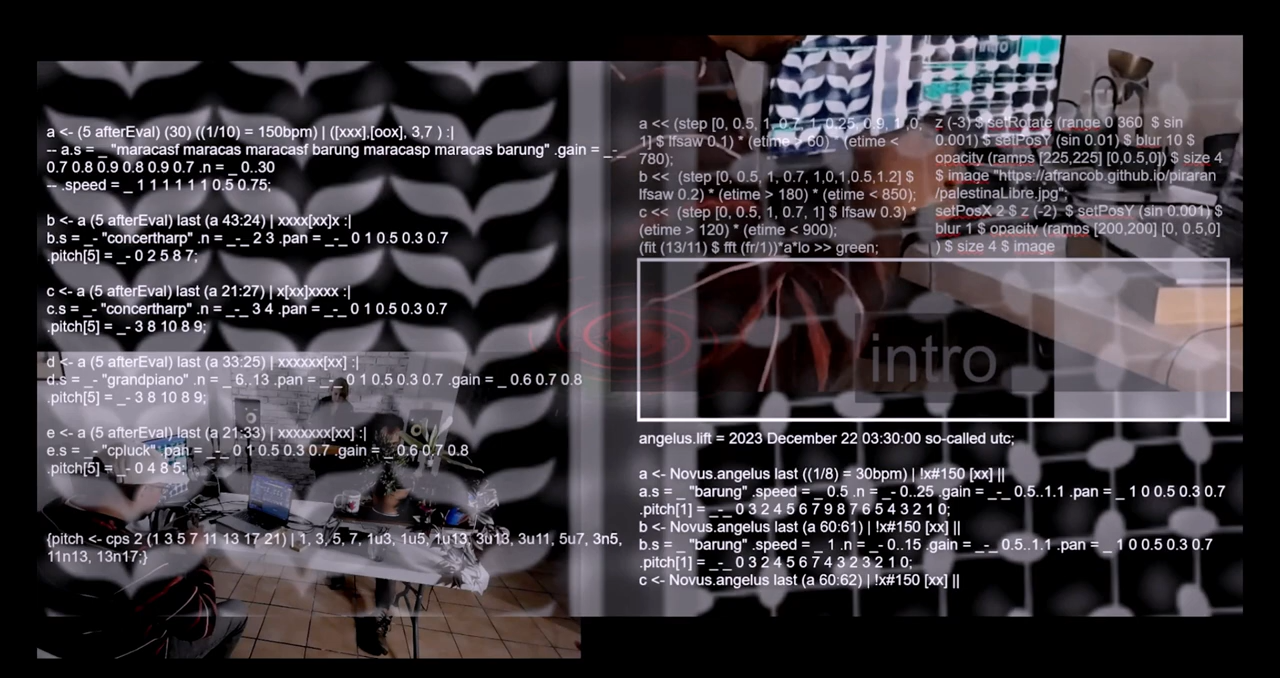 a <- (5 afterEval) (30) ((1/10) = 150bpm) | ([xxx],[oox], 3,7 ) :|
-- a.s = _ "maracasf maracas maracasf barung maracasp maracas barung" .gain = _-_
0.7 0.8 0.9 0.8 0.9 0.7 .n = _ 0..30
-- .speed = _ 1 1 1 1 1 1 0.5 0.75;
b <- a (5 afterEval) last (a 43:24) | xxxx[xx]x :|
b.s = _- "concertharp" .n = _-_ 2 3 .pan = _-_ 0 1 0.5 0.3 0.7
.pitch[5] = _- 0 2 5 8 7;
c <- a (5 afterEval) last (a 21:27) | x[xx]xxxx :|
c.s = _- "concertharp" .n = _- 3 4 .pan = _-_ 0 1 0.5 0.3 0.7
.pitch[5] = _- 3 8 10 8 9;
d <- a (5 afterEval) last (a 33:25) | xxxxxx[xx] :|
d.s = _- "grandpiano" .n = _ 6..13 .pan = _-_ 0 1 0.5 0.3 0.7 .gain = _ 0.6 0.7 0.8
.pitch[5] = _- 3 8 10 8 9;
e <- a (5 afterEval) last (a 21:33) | xxxxxxx[xx] :|
e.s = _- "cpluck" .pan = _-_ 0 1 0.5 0.3 0.7 .gain = _ 0.6 0.7 0.8
.pitch[5] = _- 0 4 8 5;
{pitch <- cps 2 (1 3 5 7 11 13 17 21) | 1, 3, 5, 7, 1u3, 1u5, 1u13, 3u13, 3u11, 5u7, 3n5,
11n13, 13n17;}
a << (step [0, 0.5, 1, 0.7, 1, 0.25, 0.9, 1 ,0,
1] $ lfsaw 0.1) * (etime > 60) * (etime <
780);
b << (step [0, 0.5, 1, 0.7, 1,0,1,0.5,1.2] $
lfsaw 0.2) * (etime > 180) * (etime < 850);
c << (step [0, 0.5, 1, 0.7, 1] $ lfsaw 0.3) *
(etime > 120) * (etime < 900);
(fit (13/11) $ fft (fr/1))*a*lo >> green;
z (-3) $ setRotate (range 0 360 $ sin
0.001) $ setPosY (sin 0.01) $ blur 10 $
opacity (ramps [225,225] [0,0.5,0]) $ size 4
$ image "https://afrancob.github.io/piraran
/palestinaLibre.jpg";
setPosX 2 $ z (-2) $ setPosY (sin 0.001) $
blur 1 $ opacity (ramps [200,200] [0, 0.5,0]
) $ size 4 $ image
intro
angelus.lift = 2023 December 22 03:30:00 so-called utc;
a <- Novus.angelus last ((1/8) = 30bpm) | !x#150 [xx] ||
a.s = _ "barung" .speed = _ 0.5 .n = _- 0..25 .gain = _-_ 0.5..1.1 .pan = _ 1 0 0.5 0.3 0.7
.pitch[1] = _-_ 0 3 2 4 5 6 7 9 8 7 6 5 4 3 2 1 0;
b <- Novus.angelus last (a 60:61) | !x#150 [xx] ||
b.s = _ "barung" .speed = _ 1 .n = _- 0..15 .gain = _-_ 0.5..1.1 .pan = _ 1 0 0.5 0.3 0.7
.pitch[1] = _-_ 0 3 2 4 5 6 7 4 3 2 3 2 1 0;
c <- Novus.angelus last (a 60:62) | !x#150 [xx] ||